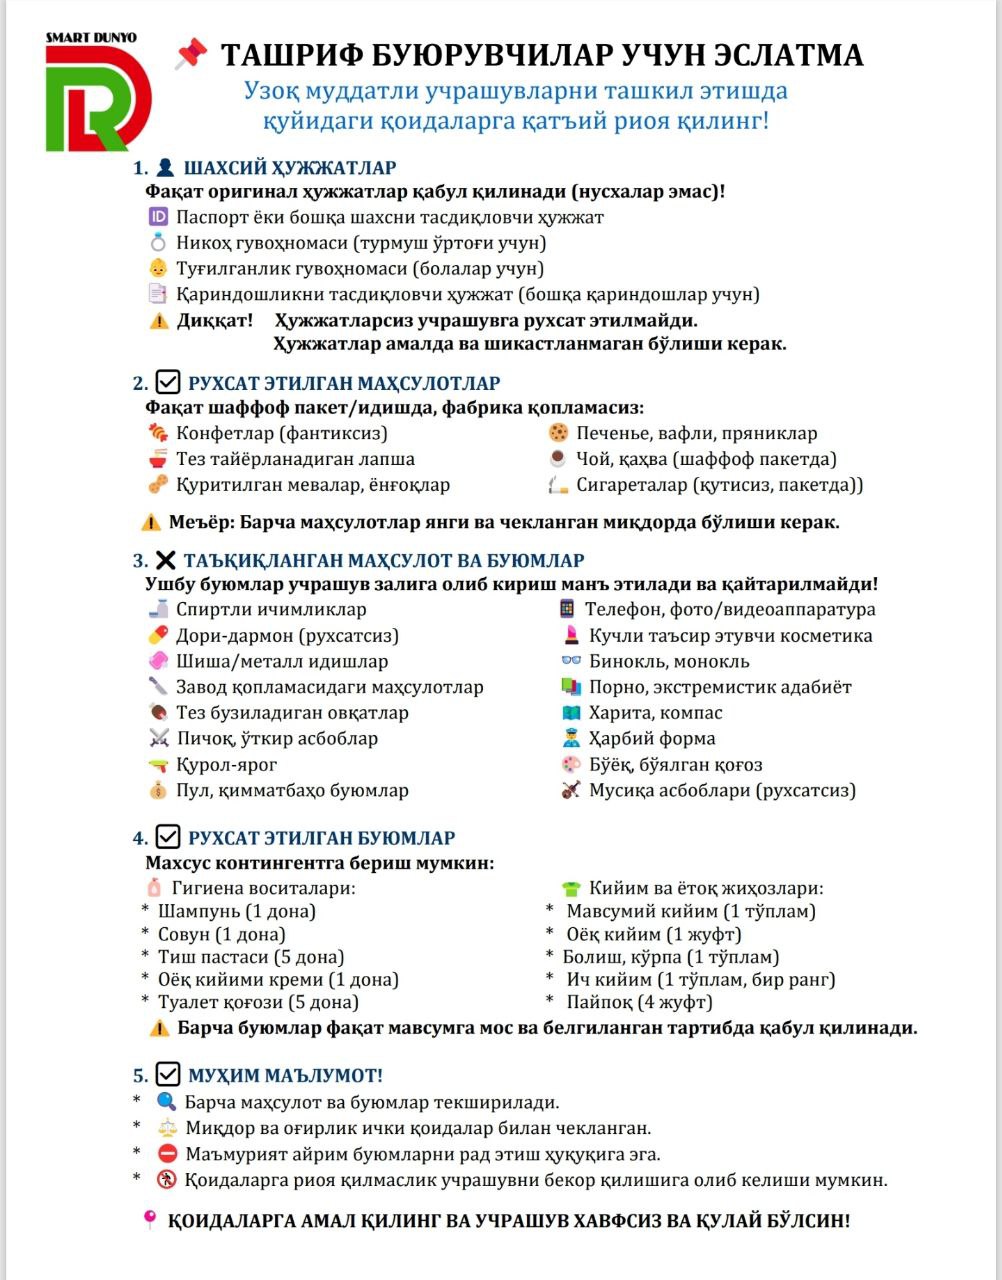 SMART DUNYO
ТАШРИФ БУЮРУВЧИЛАР УЧУН ЭСЛАТМА
Узоқ муддатли учрашувларни ташкил этишда
қуйидаги қоидаларга қатъий риоя қилинг!
1. ШАХСИЙ ҲУЖЖАТЛАР
Фақат оригинал ҳужжатлар қабул қилинади (нусхалар эмас)!
ID Паспорт ёки бошқа шахсни тасдиқловчи ҳужжат
Никоҳ гувоҳномаси (турмуш ўртоғи учун)
Туғилганлик гувоҳномаси (болалар учун)
Қариндошликни тасдиқловчи ҳужжат (бошқа қариндошлар учун)
Диққат! Ҳужжатларсиз учрашувга рухсат этилмайди.
Ҳужжатлар амалда ва шикастланмаган бўлиши керак.
2. РУХСАТ ЭТИЛГАН МАҲСУЛОТЛАР
Фақат шаффоф пакет/идишда, фабрика қопламасиз:
Конфетлар (фантиксиз)
Тез тайёрланадиган лапша
Қуритилган мевалар, ёнғоқлар
Печенье, вафли, пряниклар
Чой, қаҳва (шаффоф пакетда)
Сигареталар (қутисиз, пакетда))
Меъёр: Барча маҳсулотлар янги ва чекланган миқдорда бўлиши керак.
3. ТАЪҚИҚЛАНГАН МАҲСУЛОТ ВА БУЮМЛАР
Ушбу буюмлар учрашув залига олиб кириш манъ этилади ва қайтарилмайди!
Спиртли ичимликлар
Дори-дармон (рухсатсиз)
Шиша/металл идишлар
Завод қопламасидаги маҳсулотлар
Тез бузиладиган овқатлар
Пичоқ, ўткир асбоблар
Қурол-ярог
Пул, қимматбаҳо буюмлар
Телефон, фото/видеоаппаратура
Кучли таъсир этувчи косметика
Бинокль, монокль
Порно, экстремистик адабиёт
Харита, компас
Ҳарбий форма
Бўёқ, бўялган қоғоз
Мусиқа асбоблари (рухсатсиз)
4. РУХСАТ ЭТИЛГАН БУЮМЛАР
Махсус контингентга бериш мумкин:
Гигиена воситалари:
* Шампунь (1 дона)
* Совун (1 дона)
* Тиш пастаси (5 дона)
* Оёқ кийими креми (1 дона)
* Туалет қоғози (5 дона)
Кийим ва ётоқ жиҳозлари:
* Мавсумий кийим (1 тўплам)
* Оёқ кийим (1 жуфт)
* Болиш, кўрпа (1 тўплам)
* Ич кийим (1 тўплам, бир ранг)
* Пайпоқ (4 жуфт)
Барча буюмлар фақат мавсумга мос ва белгиланган тартибда қабул қилинади.
5. МУҲИМ МАЪЛУМОТ!
* Барча маҳсулот ва буюмлар текширилади.
* Миқдор ва оғирлик ички қоидалар билан чекланган.
* Маъмурият айрим буюмларни рад этиш ҳуқуқига эга.
* Қоидаларга риоя қилмаслик учрашувни бекор қилишига олиб келиши мумкин.
ҚОИДАЛАРГА АМАЛ ҚИЛИНГ ВА УЧРАШУВ ХАВФСИЗ ВА ҚУЛАЙ БЎЛСИН!